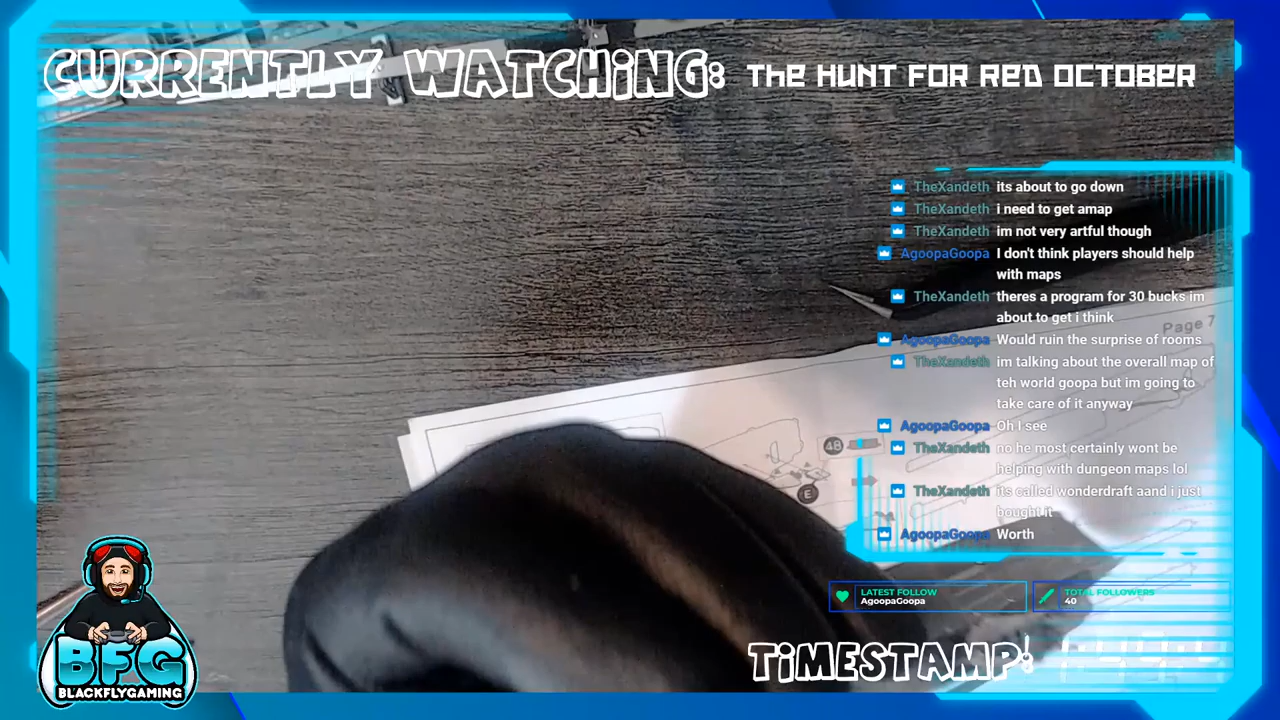 CURRENTLY WATCHING: THE HUNT FOR RED OCTOBER
TheXandeth its about to go down
TheXandeth i need to get amap
TheXandeth im not very artful though
AgoopaGoopa I don't think players should help
with maps
TheXandeth theres a program for 30 bucks im
about to get i think
Page 7
AgoopaGoopa Would ruin the surprise of rooms
TheXandeth im talking about the overall map of
teh world goopa but im going to
take care of it anyway
AgoopaGoopa Oh I see
TheXandeth no he most certainly wont be
helping with dungeon maps lol
48
E
TheXandeth its called wonderdraft aand i just
bought it
AgoopaGoopa Worth
LATEST FOLLOW
AgoopaGoopa
TOTAL FOLLOWERS
40
TIMESTAMP:
BFG
BLACKFLYGAMING